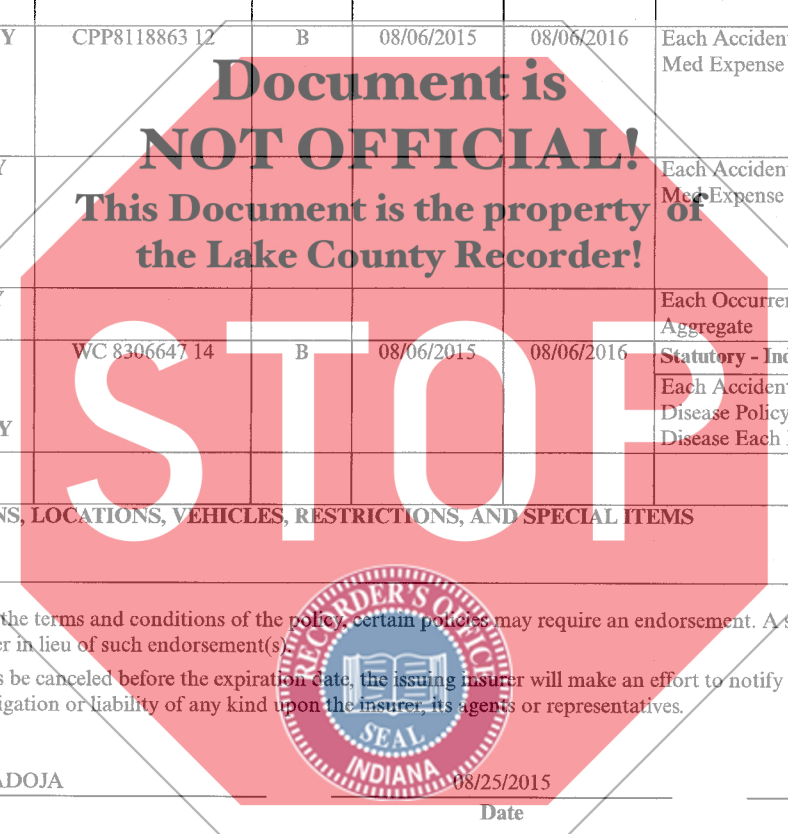 Y CPP8118863 12 B 08/06/2015 08/06/2016 Each Accident
Med Expense
Document is
NOT OFFICIAL!
Y Each Accident
Med Expense
This Document is the property of
the Lake County Recorder!
Y Each Occurren
Aggregate
WC 8306647 14 B 08/06/2015 08/06/2016 Statutory - Ind
Each Accident
Disease Policy
Y Disease Each
STOP
NS, LOCATIONS, VEHICLES, RESTRICTIONS, AND SPECIAL ITEMS
the terms and conditions of the policy, certain policies may require an endorsement. A s
er in lieu of such endorsement(s).
s be canceled before the expiration date, the issuing insurer will make an effort to notify
igation or liability of any kind upon the insurer, its agents or representatives.
RECORDER'S OFFICE
SEAL
INDIANA
ADOJA 08/25/2015
Date